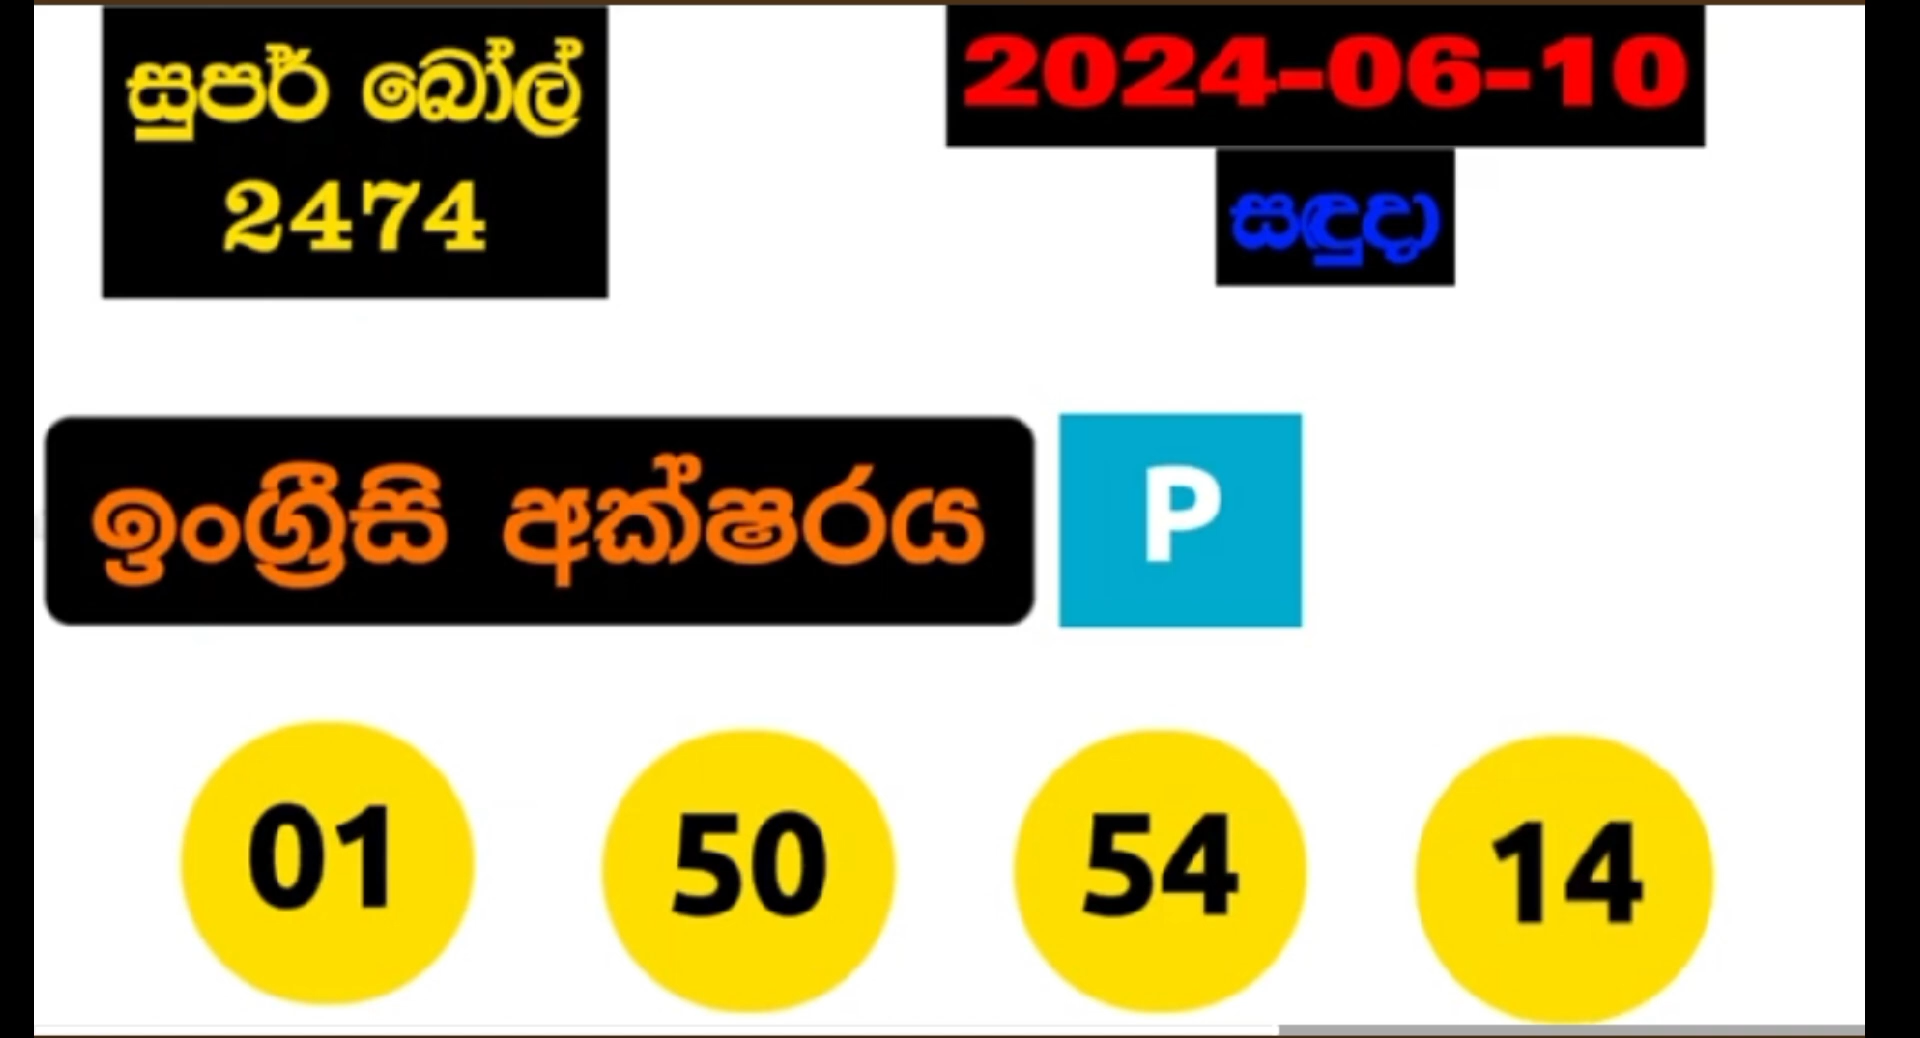 සුපර් බෝල්
2474
2024-06-10
සඳුදා
ඉංග්‍රීසි අක්ෂරය
P
01 50 54 14